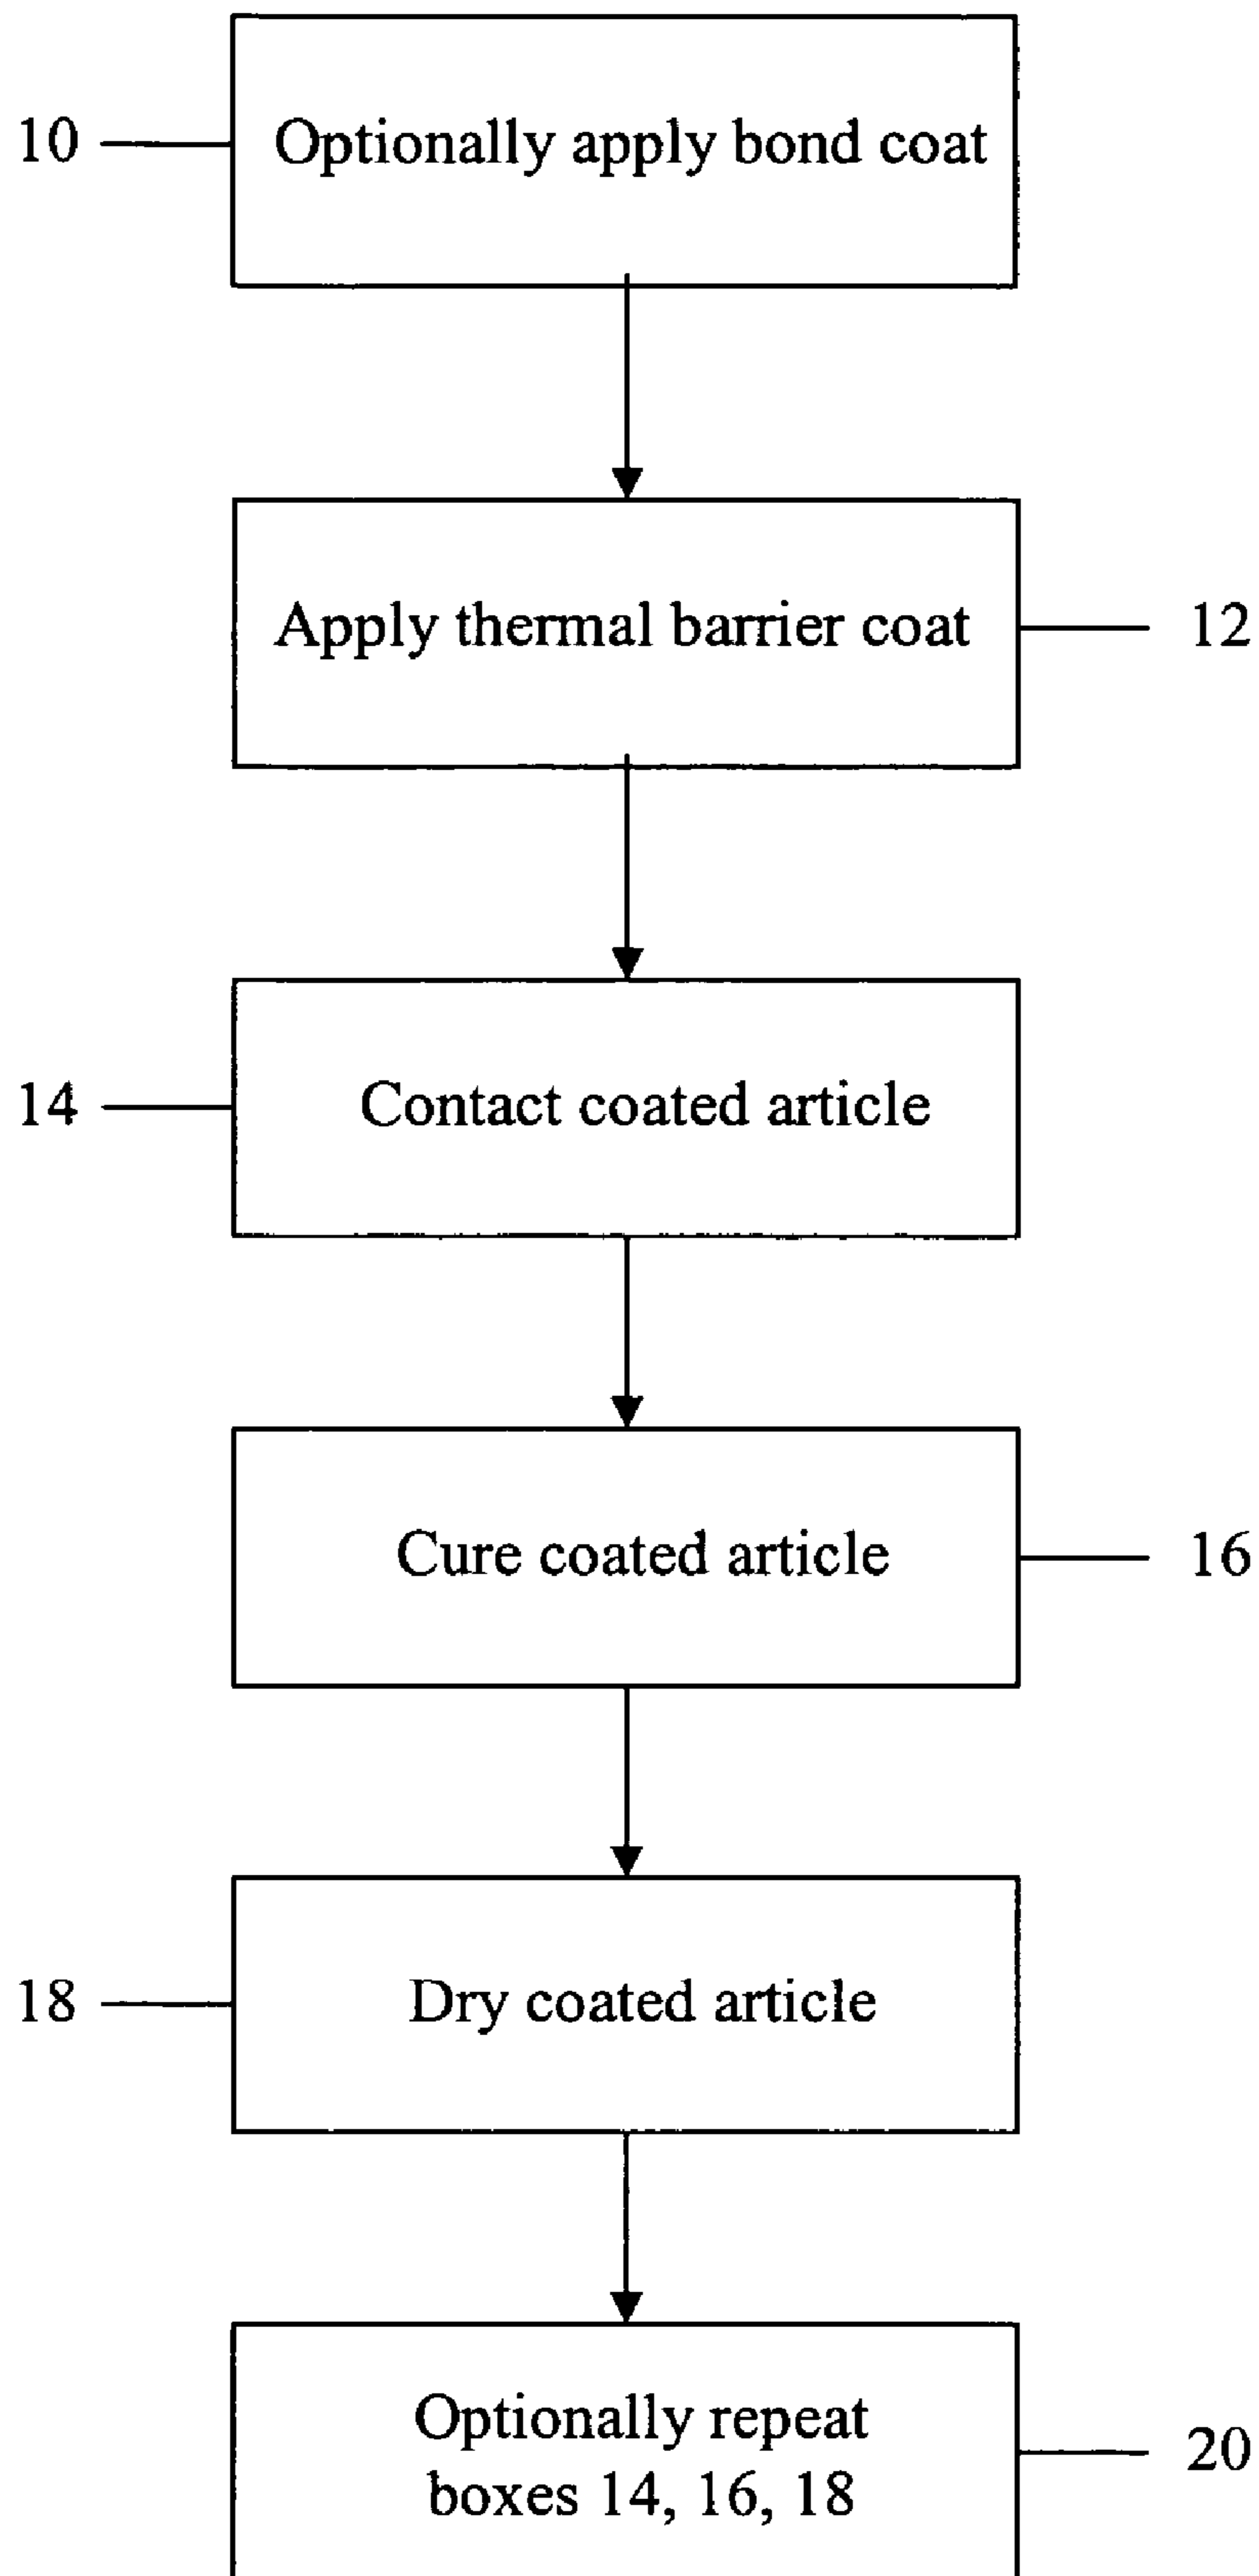 10
Optionally apply bond coat
Apply thermal barrier coat
12
14
Contact coated article
Cure coated article
16
18
Dry coated article
Optionally repeat
boxes 14, 16, 18
20